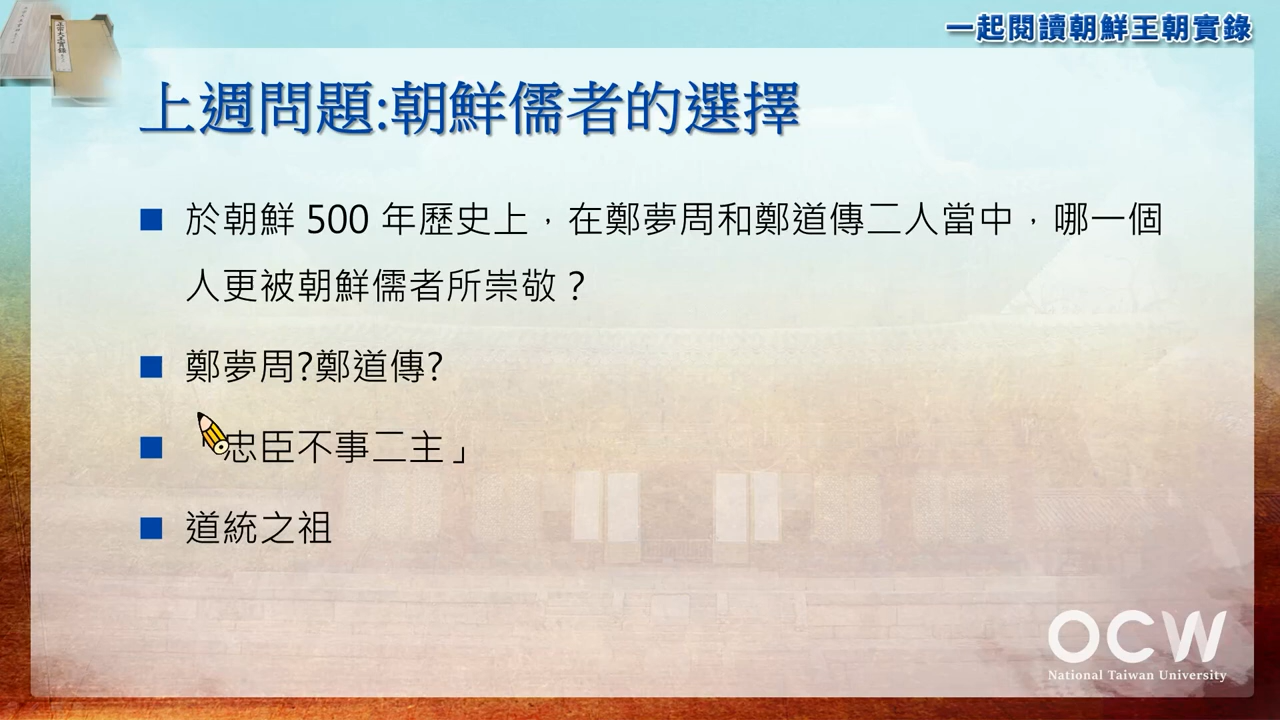 一起閱讀朝鮮王朝實錄
上週問題:朝鮮儒者的選擇
於朝鮮 500 年歷史上，在鄭夢周和鄭道傳二人當中，哪一個
人更被朝鮮儒者所崇敬？
鄭夢周?鄭道傳?
忠臣不事二主」
道統之祖
OCW
National Taiwan University